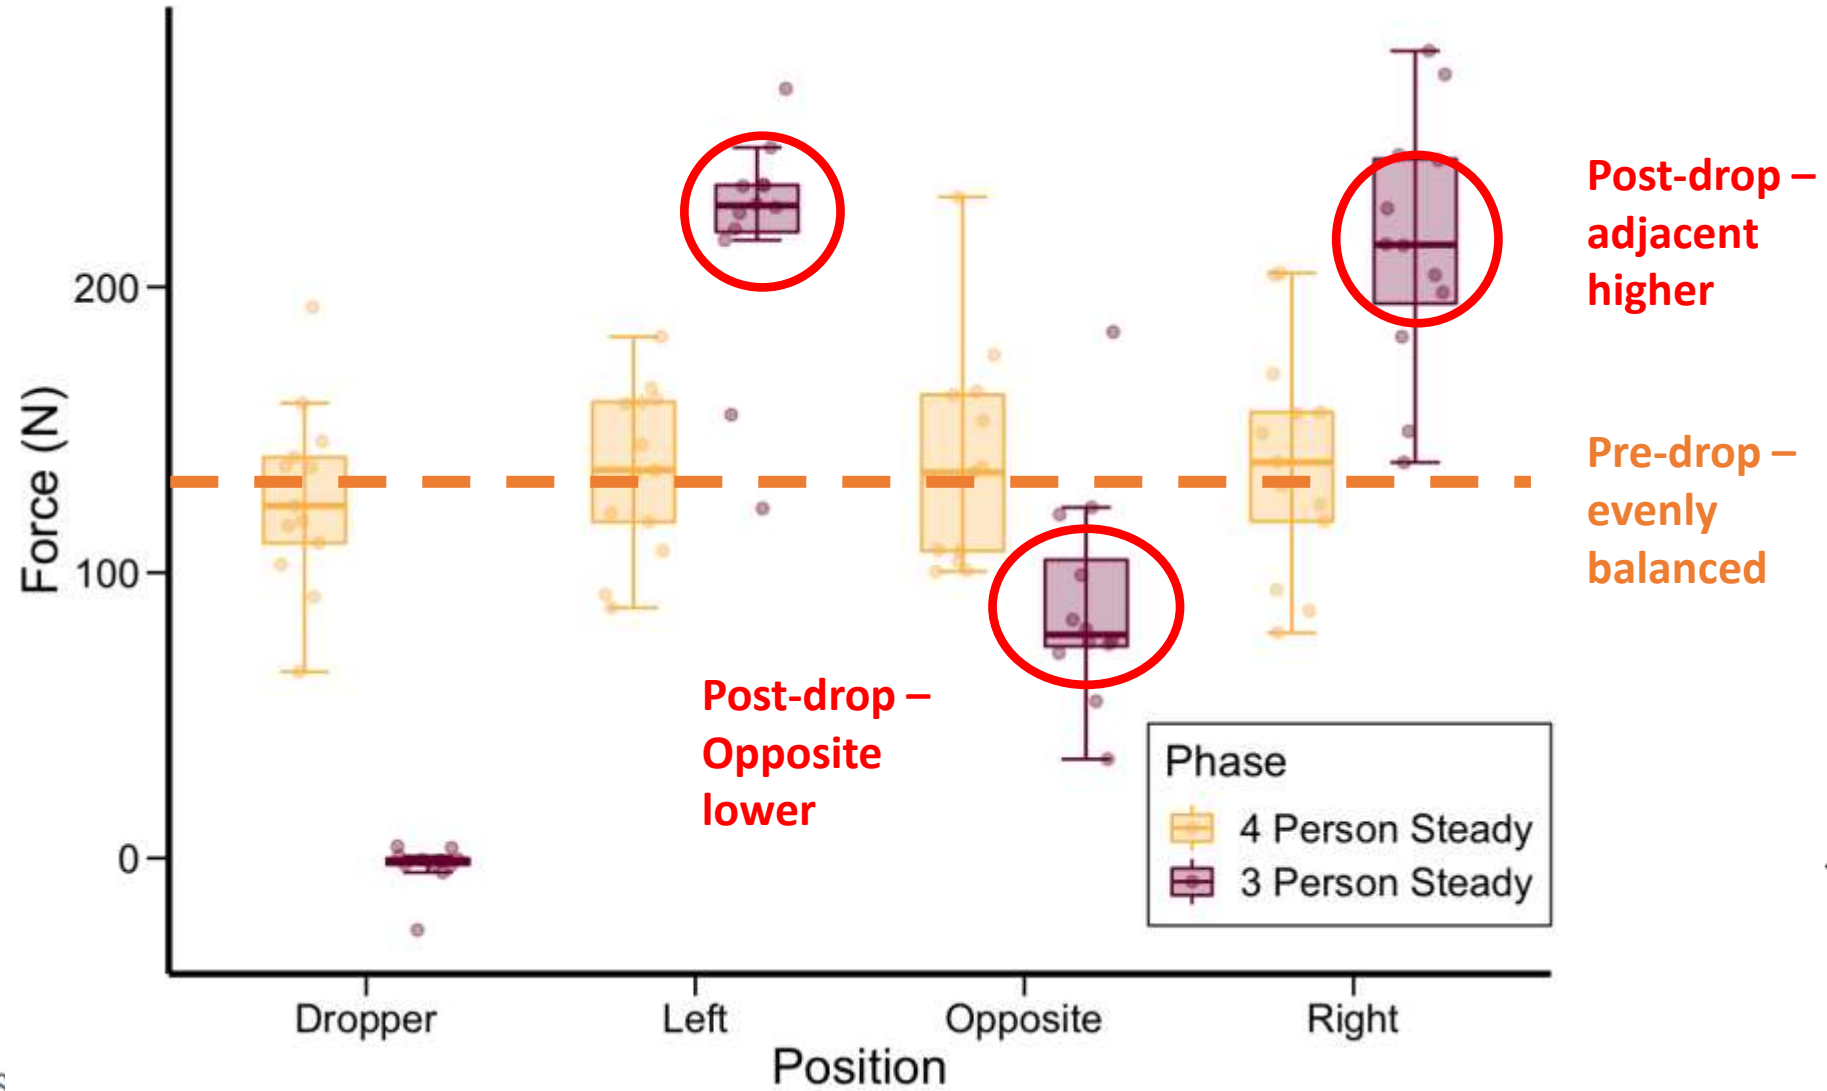 Post-drop –
adjacent
higher
200
Pre-drop –
evenly
balanced
Force (N)
100
Post-drop –
Opposite
lower
Phase
4 Person Steady
3 Person Steady
0
Dropper
Left
Opposite
Right
Position
s